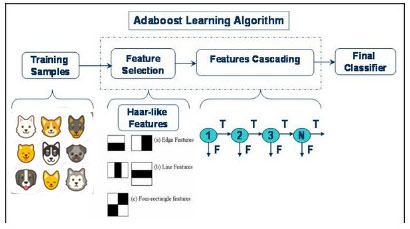 Adaboost Learning Algorithm
Training
Samples
Feature
Selection
Features Cascading
Final
Classifier
Haar-like
Features
(a) Edge Features
(b) Line Features
(c) Four-rectangle features
T T T T
1 2 3 N
F F F F